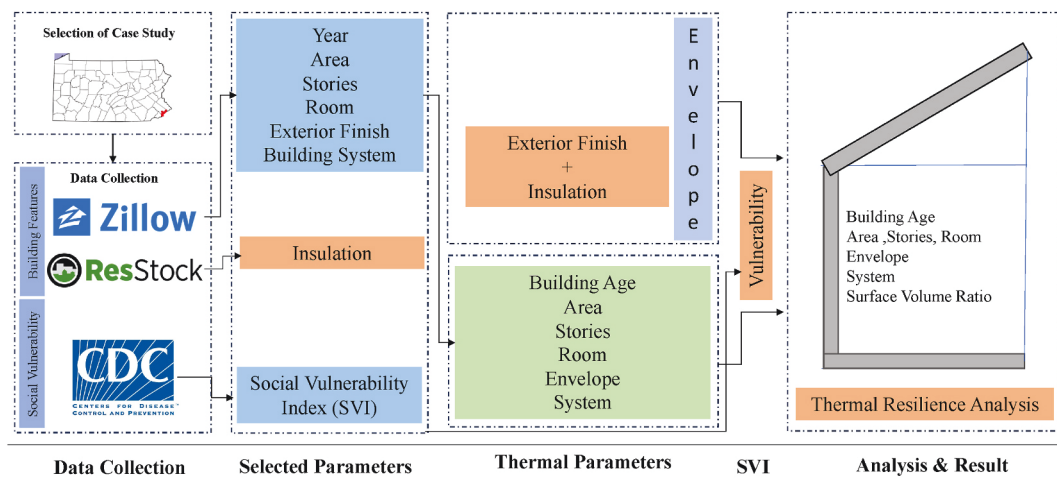 Selection of Case Study
Data Collection
Building Features
Zillow
ResStock
Social Vulnerability
CDC
CENTERS FOR DISEASE™
CONTROL AND PREVENTION
Year
Area
Stories
Room
Exterior Finish
Building System
Insulation
Social Vulnerability
Index (SVI)
Exterior Finish
+
Insulation
Envelope
Building Age
Area
Stories
Room
Envelope
System
Vulnerability
Building Age
Area ,Stories, Room
Envelope
System
Surface Volume Ratio
Thermal Resilience Analysis
Data Collection
Selected Parameters
Thermal Parameters
SVI
Analysis & Result